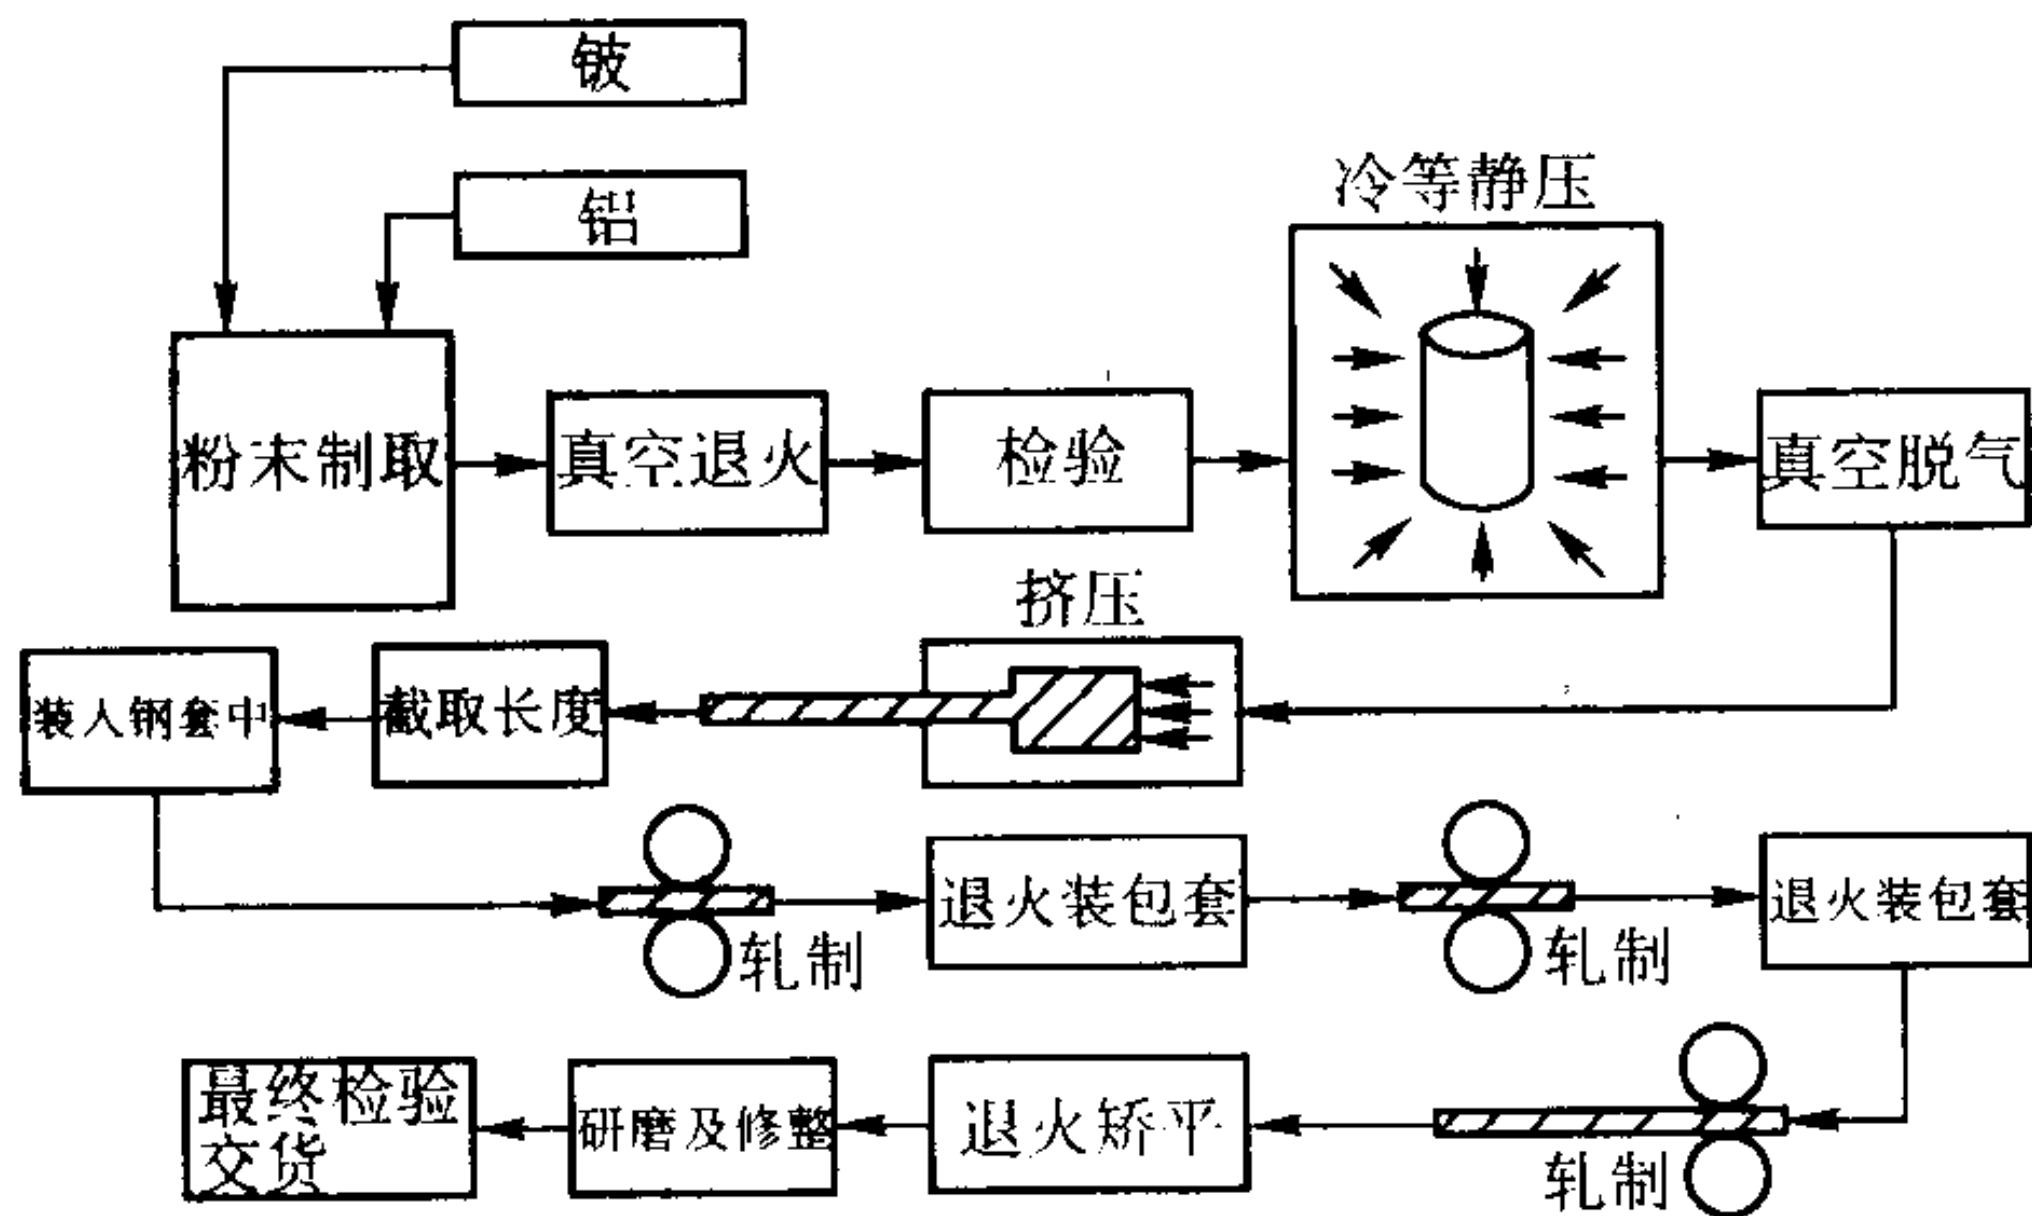 铍
铝
冷等静压
粉末制取
真空退火
检验
真空脱气
挤压
装人钢套中
截取长度
轧制
退火装包套
轧制
退火装包套
最终检验
交货
研磨及修整
退火矫平
轧制